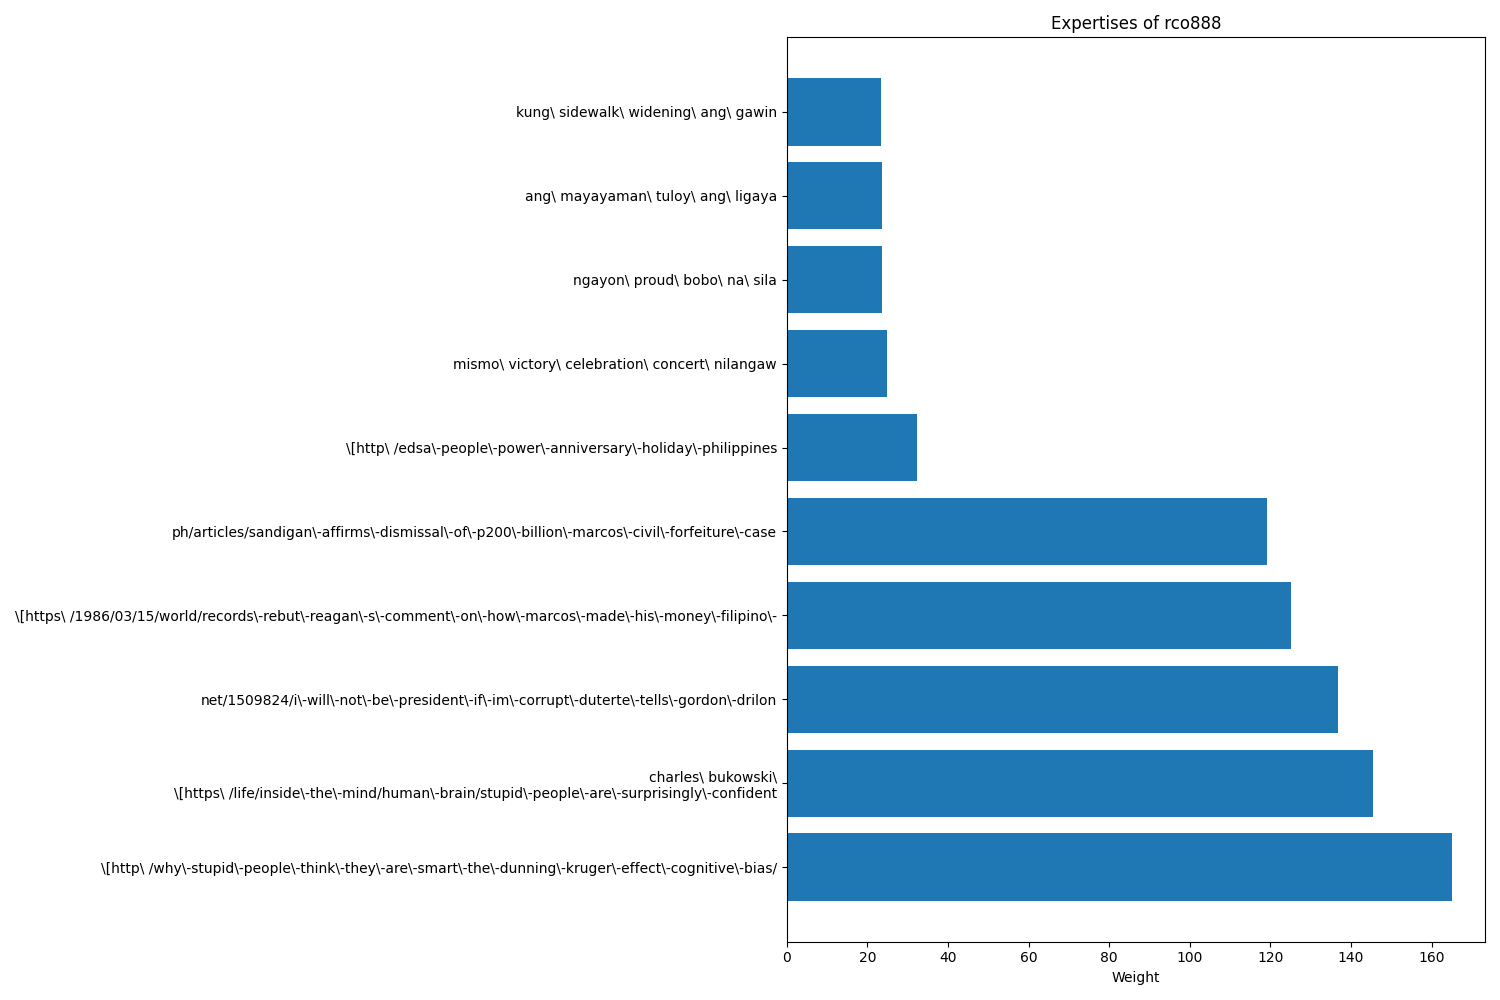 Expertises of rco888
kung\ sidewalk\ widening\ ang\ gawin
ang\ mayayaman\ tuloy\ ang\ ligaya
ngayon\ proud\ bobo\ na\ sila
mismo\ victory\ celebration\ concert\ nilangaw
\[http\ /edsa\-people\-power\-anniversary\-holiday\-philippines
ph/articles/sandigan\-affirms\-dismissal\-of\-p200\-billion\-marcos\-civil\-forfeiture\-case
\[https\ /1986/03/15/world/records\-rebut\-reagan\-s\-comment\-on\-how\-marcos\-made\-his\-money\-filipino\-
net/1509824/i\-will\-not\-be\-president\-if\-im\-corrupt\-duterte\-tells\-gordon\-drilon
charles\ bukowski\
\[https\ /life/inside\-the\-mind/human\-brain/stupid\-people\-are\-surprisingly\-confident
\[http\ /why\-stupid\-people\-think\-they\-are\-smart\-the\-dunning\-kruger\-effect\-cognitive\-bias/
0 20 40 60 80 100 120 140 160
Weight